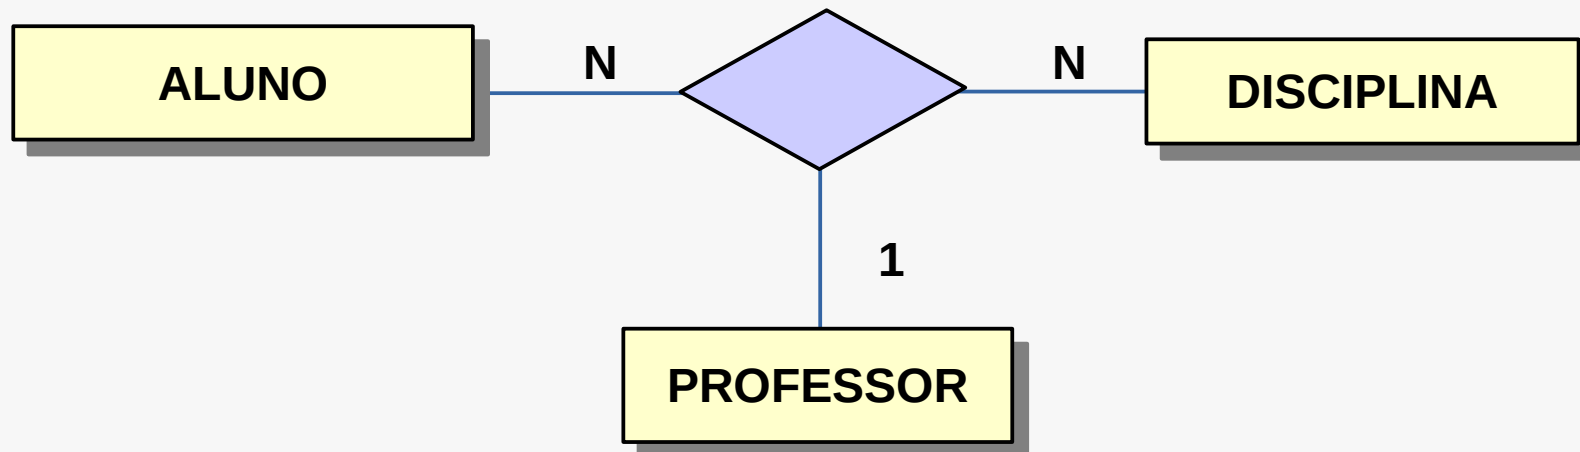 ALUNO
N
N
DISCIPLINA
1
PROFESSOR